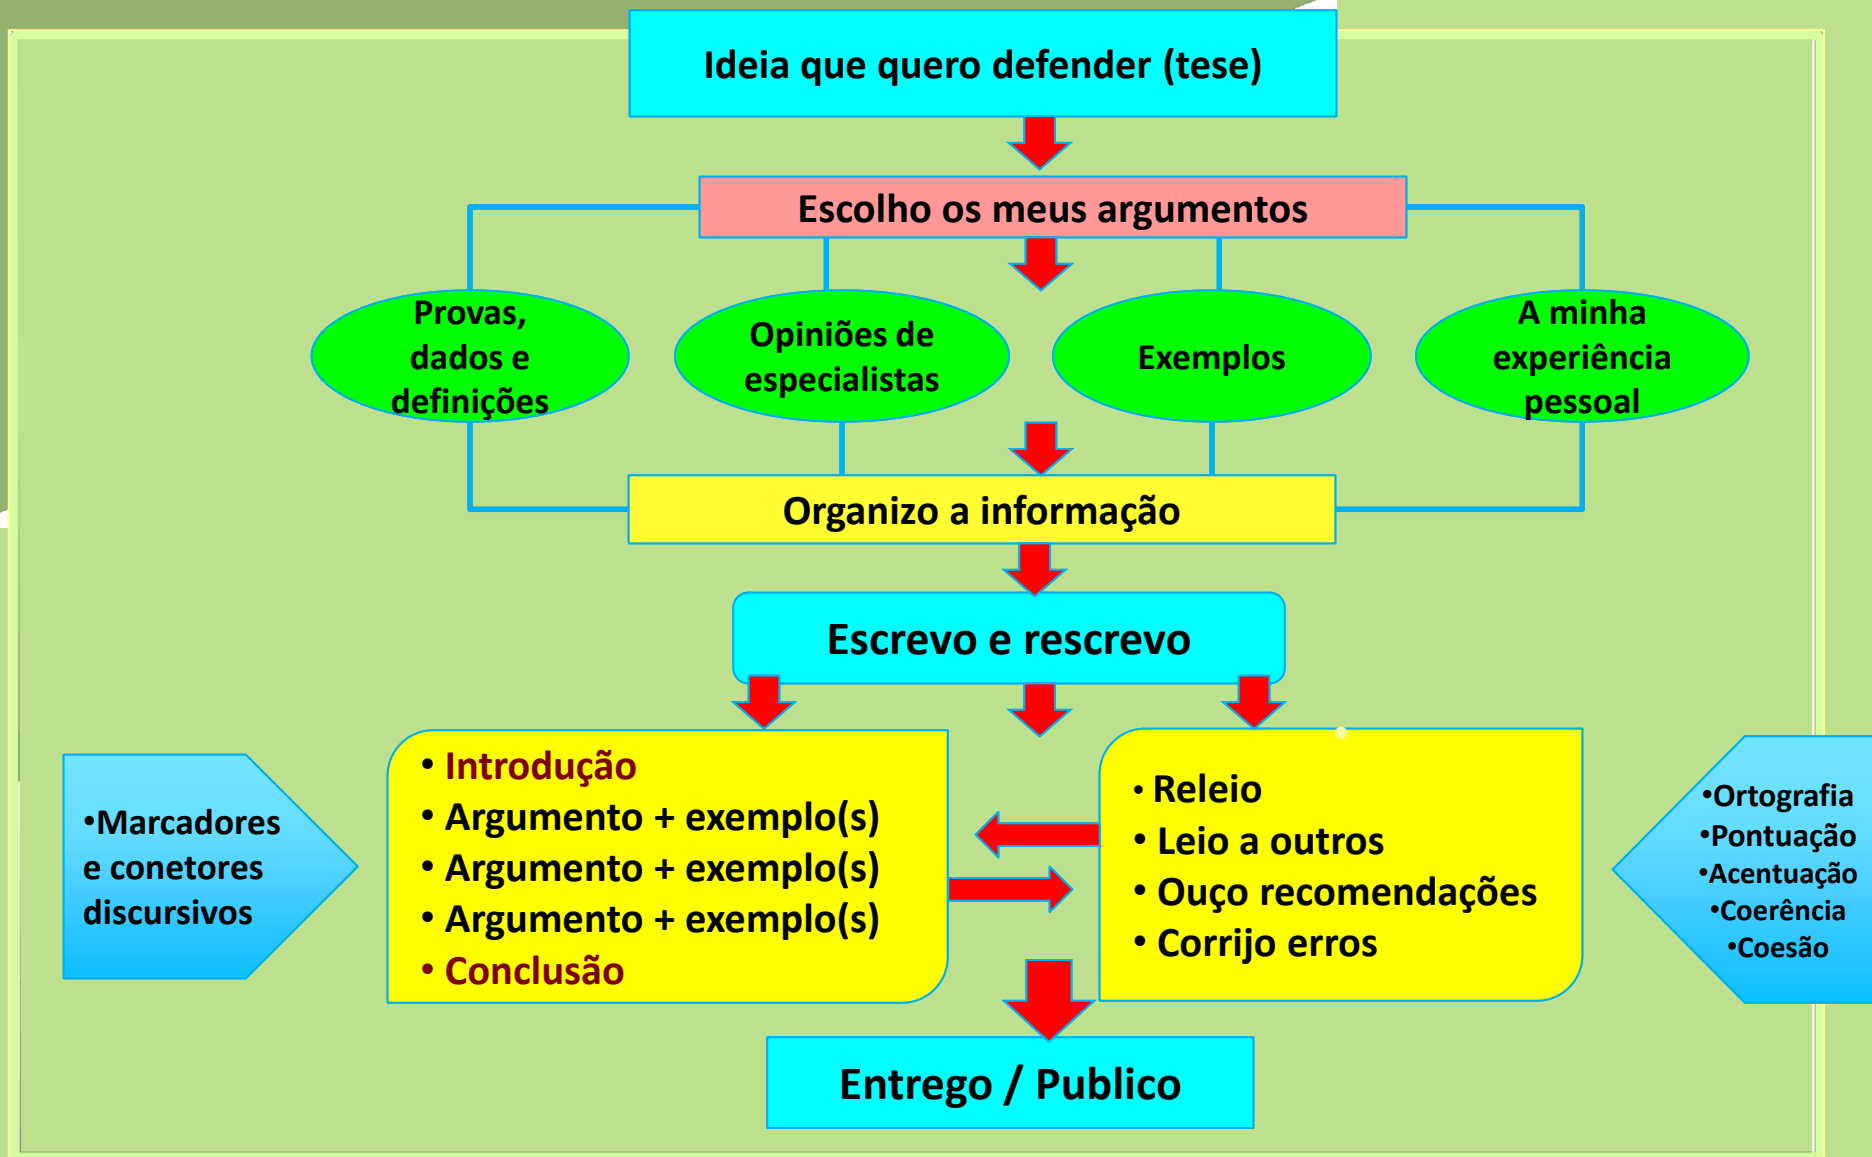 Ideia que quero defender (tese)
Escolho os meus argumentos
Provas,
dados e
definições
Opiniões de
especialistas
Exemplos
A minha
experiência
pessoal
Organizo a informação
Escrevo e rescrevo
•Marcadores
e conetores
discursivos
• Introdução
• Argumento + exemplo(s)
• Argumento + exemplo(s)
• Argumento + exemplo(s)
• Conclusão
• Releio
• Leio a outros
• Ouço recomendações
• Corrijo erros
•Ortografia
•Pontuação
•Acentuação
•Coerência
•Coesão
Entrego / Publico